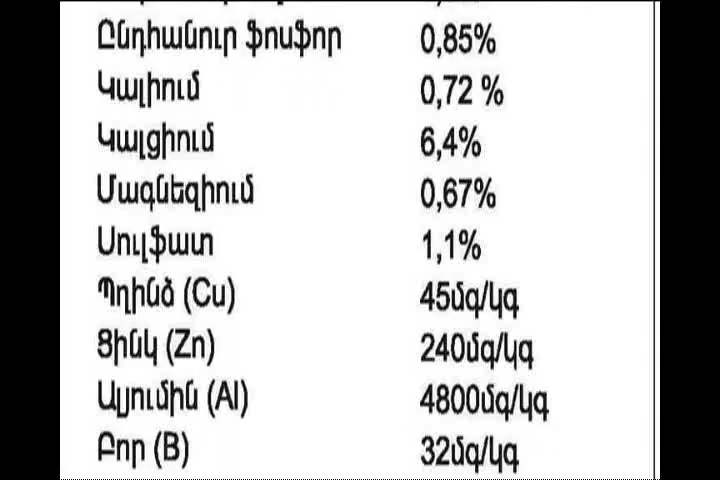 Ընդհանուր ֆոսֆոր 0,85%
Կալիում 0,72 %
Կալցիում 6,4%
Մագնեզիում 0,67%
Սուլֆատ 1,1%
Պղինձ (Cu) 45մգ/կգ
Ցինկ (Zn) 240մգ/կգ
Ալյումին (Al) 4800մգ/կգ
Բոր (B) 32մգ/կգ